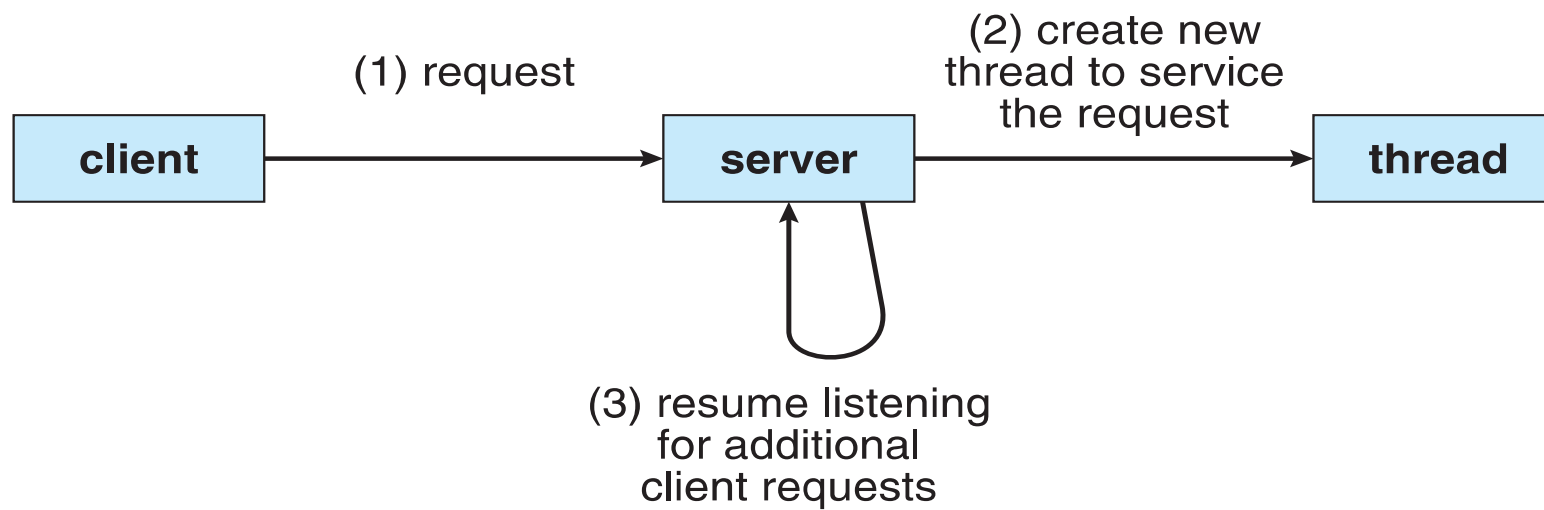 (1) request
(2) create new
thread to service
the request
client
server
thread
(3) resume listening
for additional
client requests